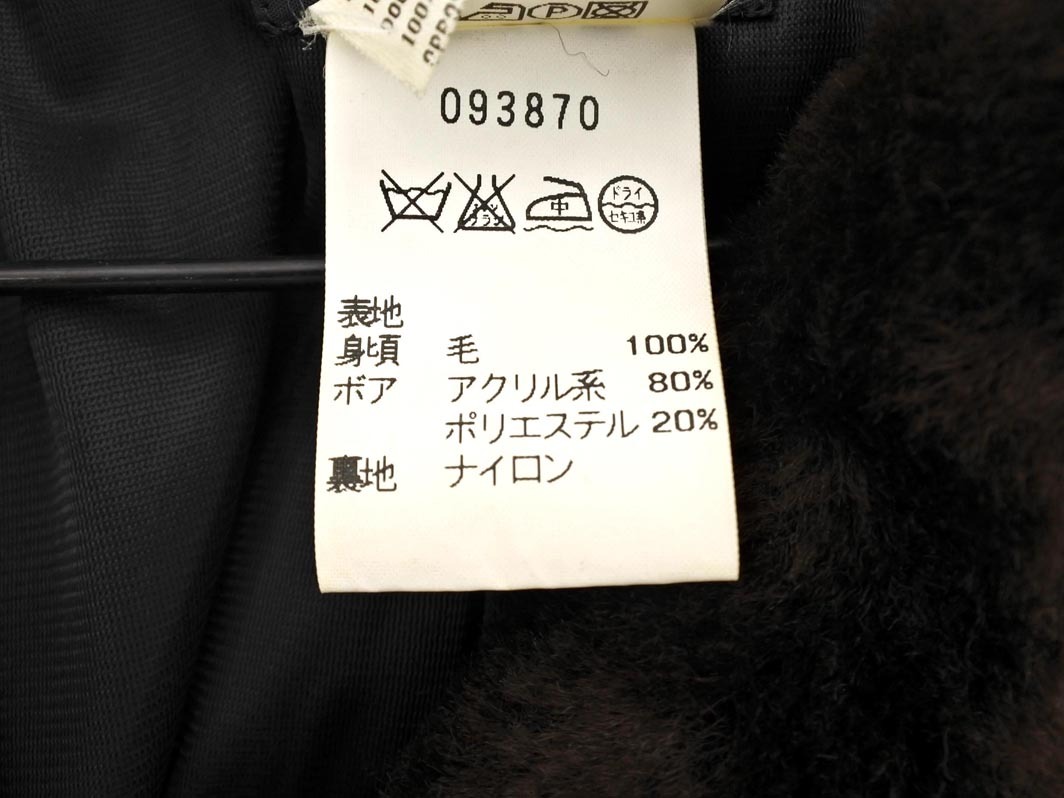 100%
093870
中 ドライ
セキユ系
表地
身頃 毛 100%
ボア アクリル系 80%
ポリエステル 20%
裏地 ナイロン